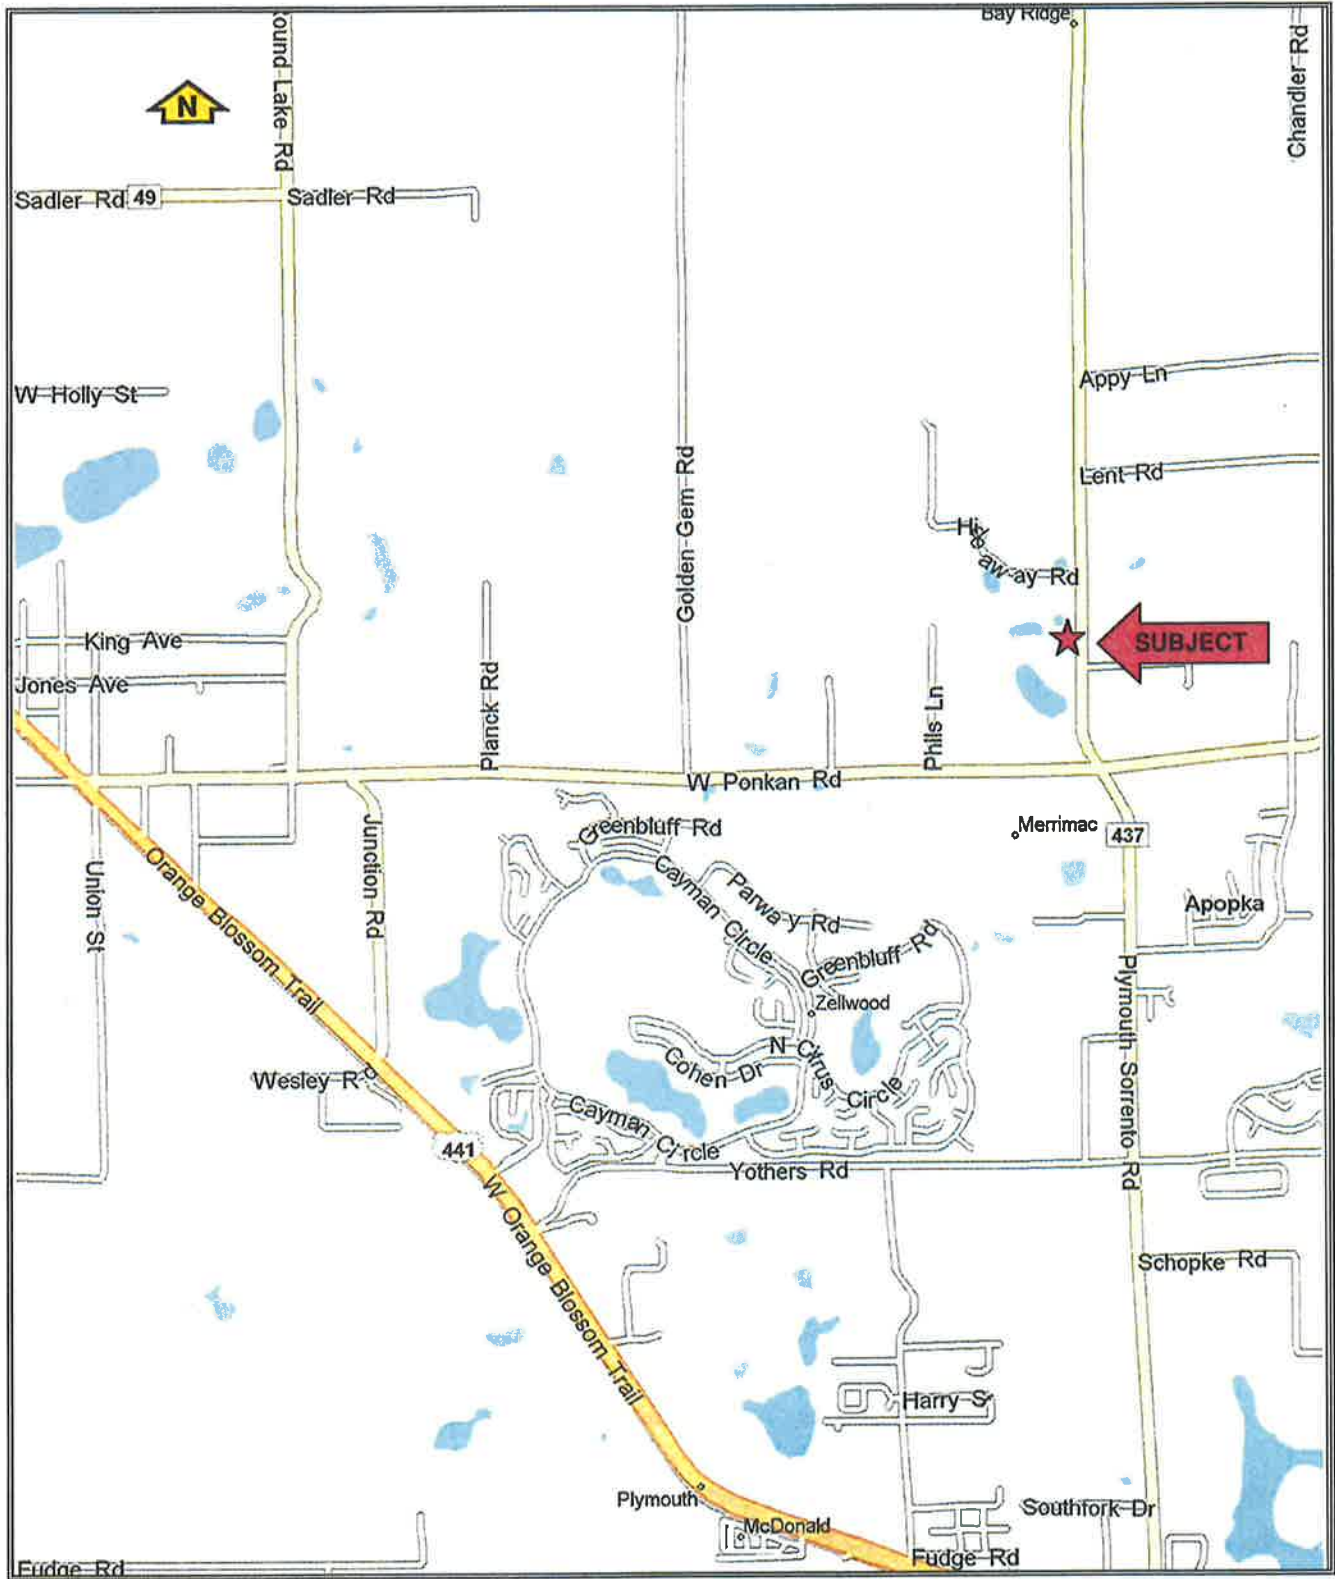 Bay Ridge
ound Lake Rd
Chandler Rd
N
Sadler Rd 49 Sadler Rd
W Holly St
Appy Ln
Golden Gem Rd
Lent Rd
Hideaway Rd
King Ave
SUBJECT
Jones Ave
Planck Rd
Phils Ln
W Ponkan Rd
Greenbluff Rd
Merrimac
437
Junction Rd
Union St
Orange Blossom Trail
Cayman Circle
Parway Rd
Apopka
Greenbluff Rd
Plymouth Sorrento Rd
Zellwood
N Citrus Circle
Cohen Dr
Wesley Rd
Cayman Circle
441
Yothers Rd
W Orange Blossom Trail
Schopke Rd
Harry S
Plymouth
Southfork Dr
McDonald
Fudge Rd
Fudge Rd